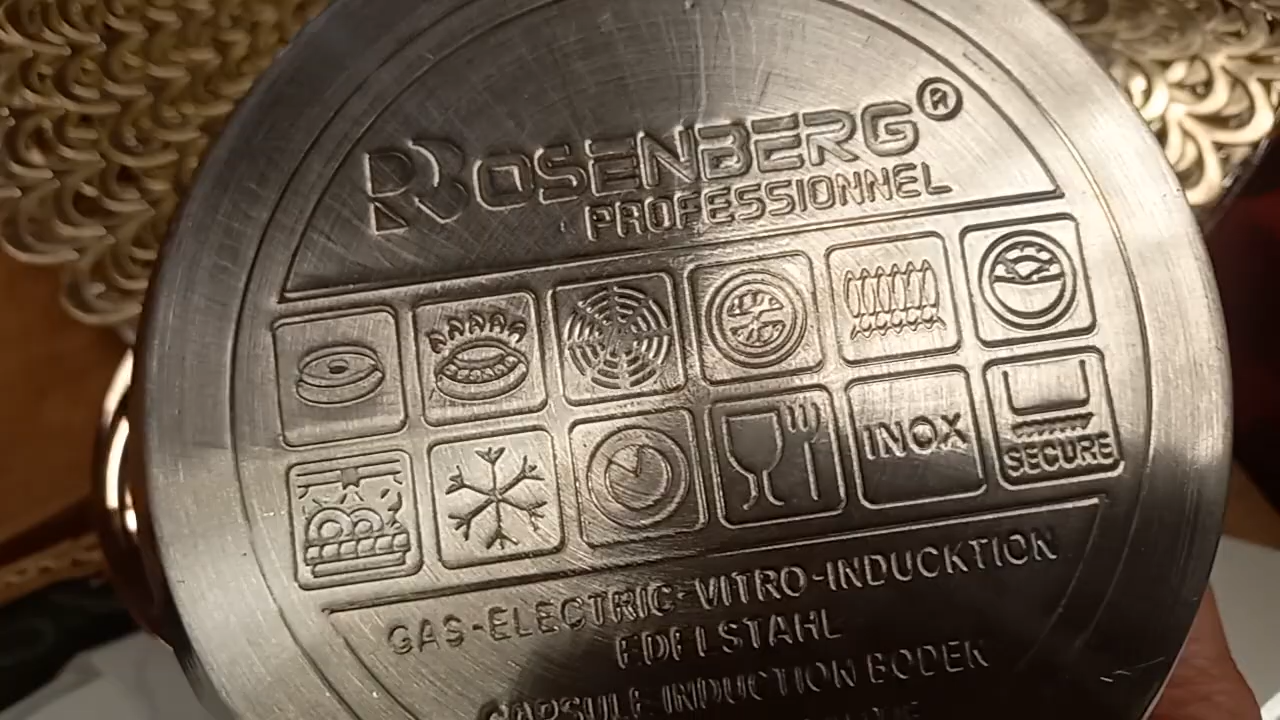 ROSENBERG®
PROFESSIONNEL
INOX
SECURE
GAS-ELECTRIC-VITRO-INDUCKTION
EDELSTAHL
CAPSULE INDUCTION BODEN